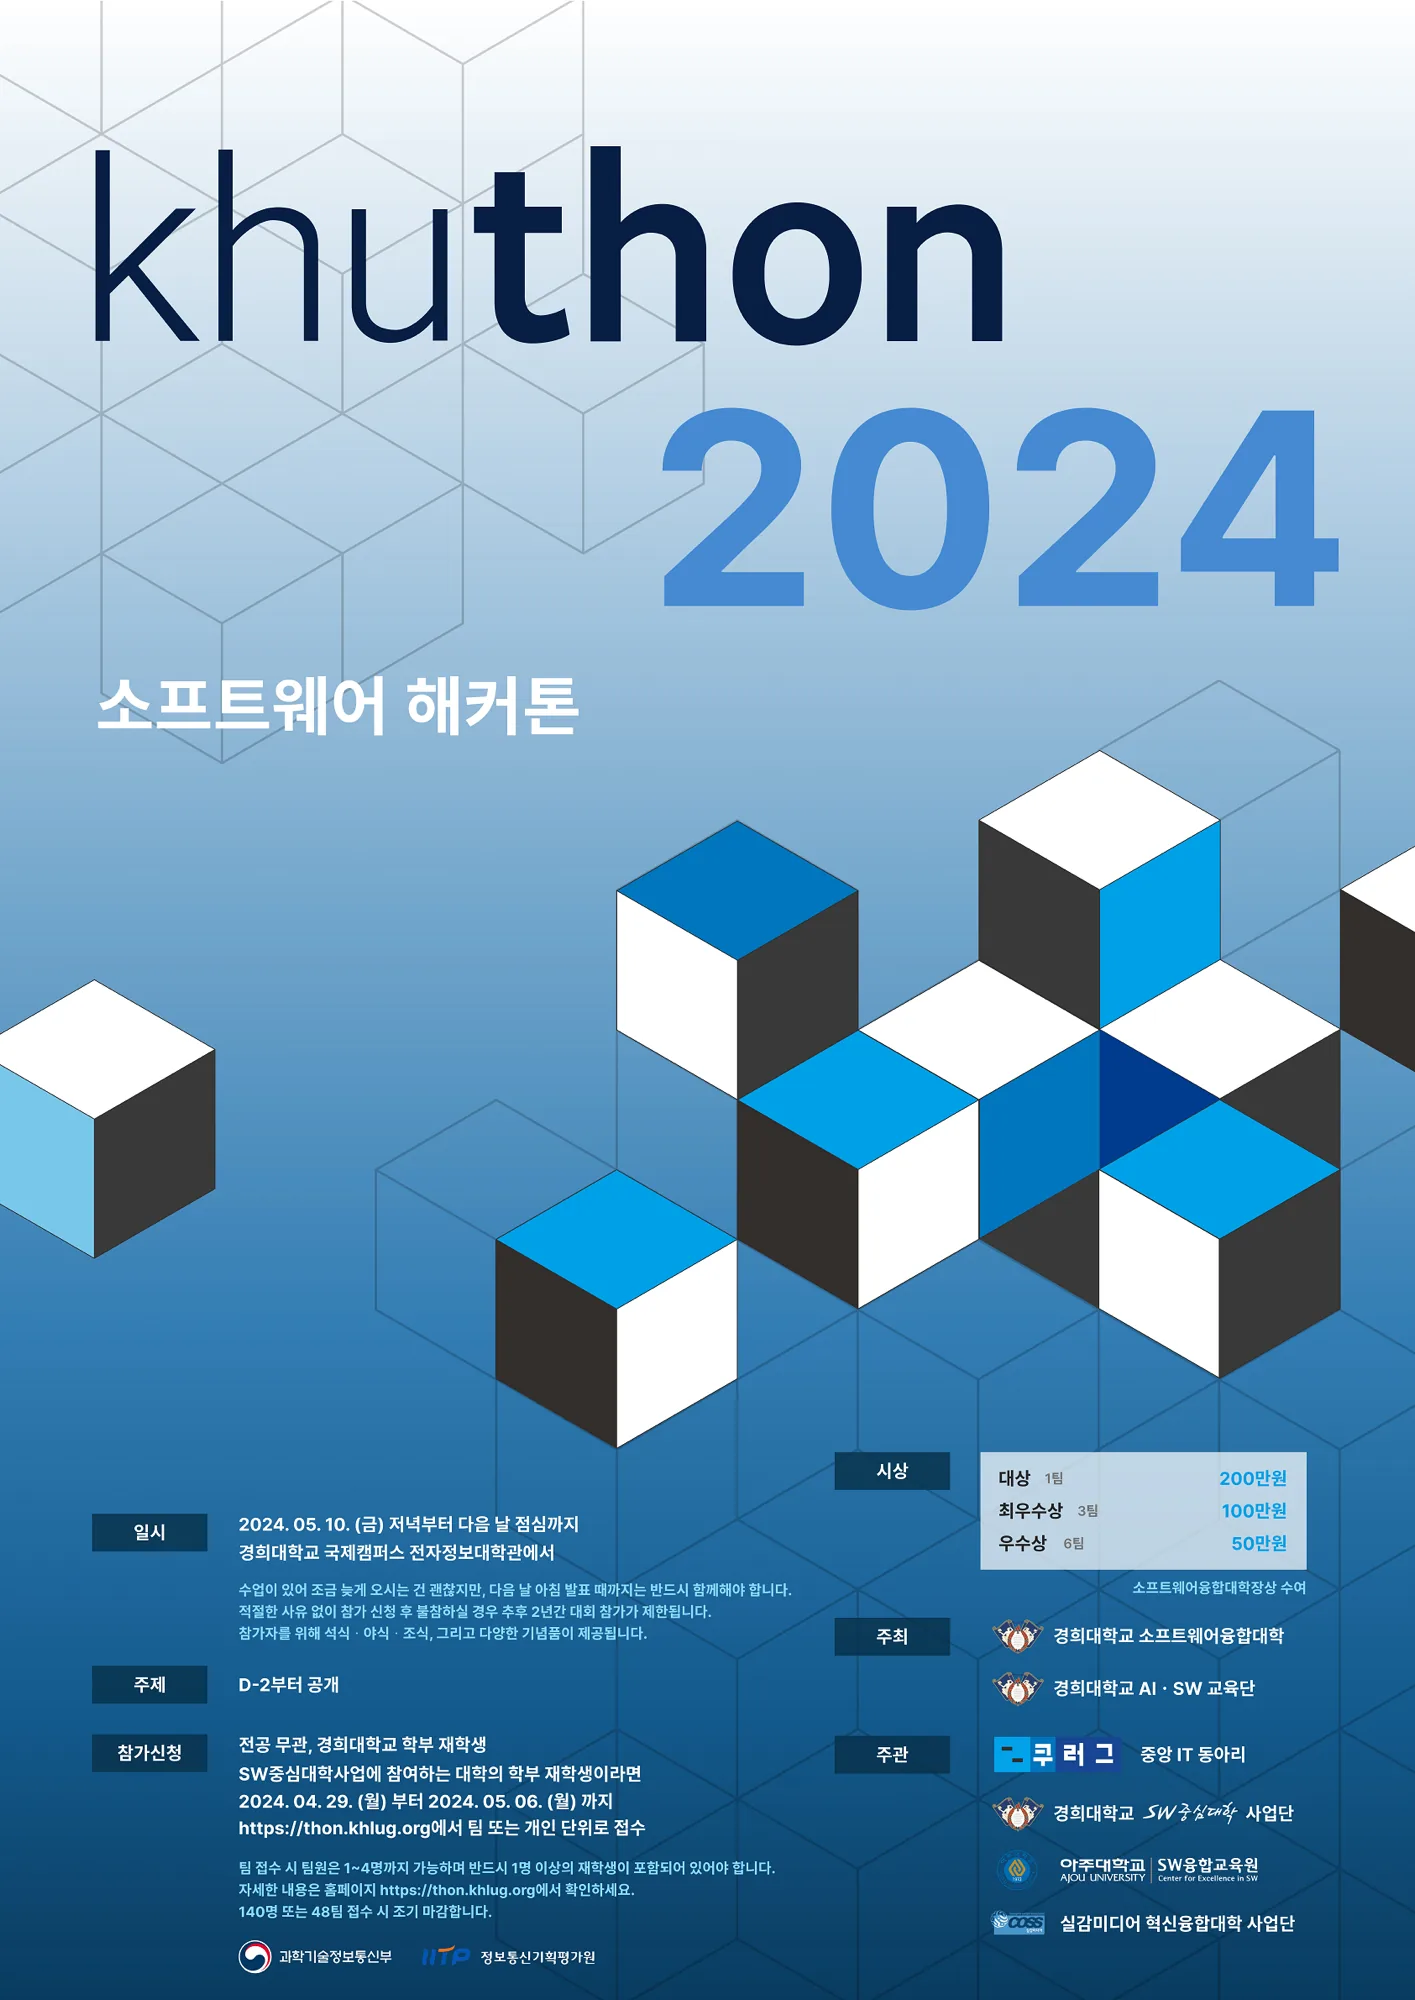 khuthon
2024
소프트웨어 해커톤
일시
2024. 05. 10. (금) 저녁부터 다음 날 점심까지
경희대학교 국제캠퍼스 전자정보대학관에서
수업이 있어 조금 늦게 오시는 건 괜찮지만, 다음 날 아침 발표 때까지는 반드시 함께해야 합니다.
적절한 사유 없이 참가 신청 후 불참하실 경우 추후 2년간 대회 참가가 제한됩니다.
참가자를 위해 석식 · 야식 · 조식, 그리고 다양한 기념품이 제공됩니다.
주제
D-2부터 공개
참가신청
전공 무관, 경희대학교 학부 재학생
SW중심대학사업에 참여하는 대학의 학부 재학생이라면
2024. 04. 29. (월) 부터 2024. 05. 06. (월) 까지
https://thon.khlug.org에서 팀 또는 개인 단위로 접수
팀 접수 시 팀원은 1~4명까지 가능하며 반드시 1명 이상의 재학생이 포함되어 있어야 합니다.
자세한 내용은 홈페이지 https://thon.khlug.org에서 확인하세요.
140명 또는 48팀 접수 시 조기 마감합니다.
과학기술정보통신부
IITP 정보통신기획평가원
시상
대상 1팀 200만원
최우수상 3팀 100만원
우수상 6팀 50만원
소프트웨어융합대학장상 수여
주최
경희대학교 소프트웨어융합대학
경희대학교 AI · SW 교육단
주관
쿠러그 중앙 IT 동아리
경희대학교 SW중심대학 사업단
아주대학교 SW융합교육원
AJOU UNIVERSITY Center for Excellence in SW
COSS 실감미디어 혁신융합대학 사업단